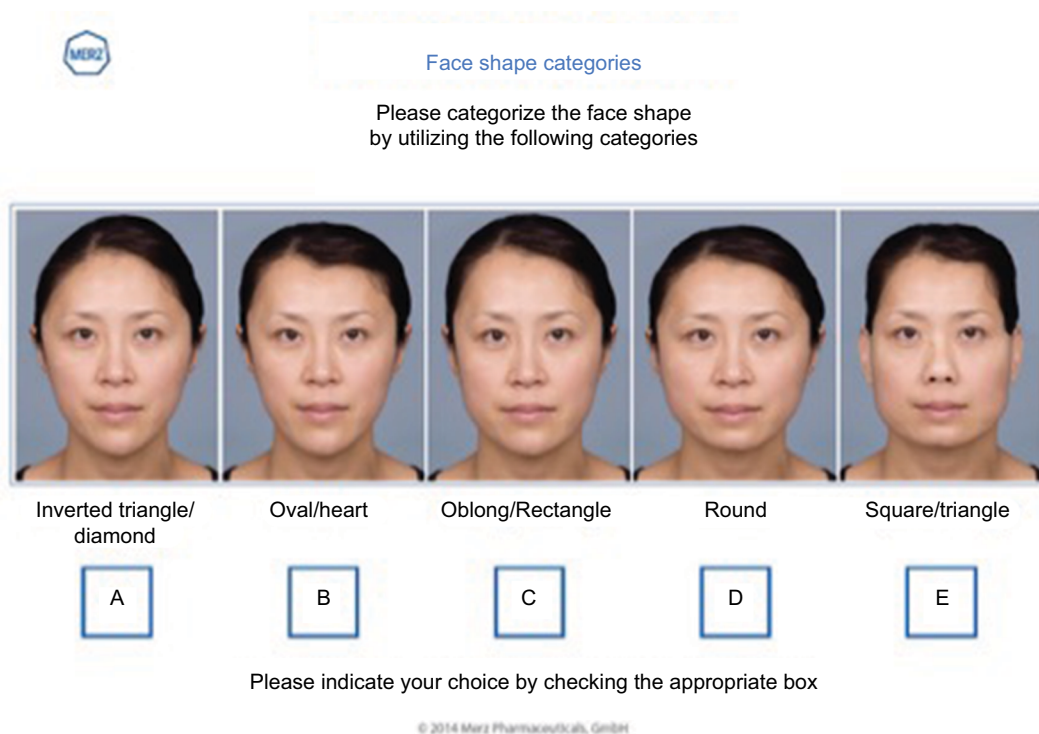 MERZ
Face shape categories
Please categorize the face shape
by utilizing the following categories
Inverted triangle/
diamond
Oval/heart
Oblong/Rectangle
Round
Square/triangle
A
B
C
D
E
Please indicate your choice by checking the appropriate box
© 2014 Merz Pharmaceuticals, GmbH